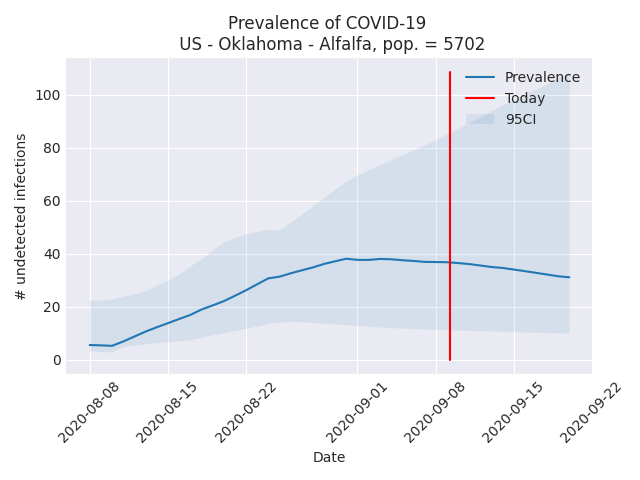 Prevalence of COVID-19
US - Oklahoma - Alfalfa, pop. = 5702
# undetected infections
100
80
60
40
20
0
Prevalence
Today
95CI
2020-08-08
2020-08-15
2020-08-22
2020-09-01
2020-09-08
2020-09-15
2020-09-22
Date